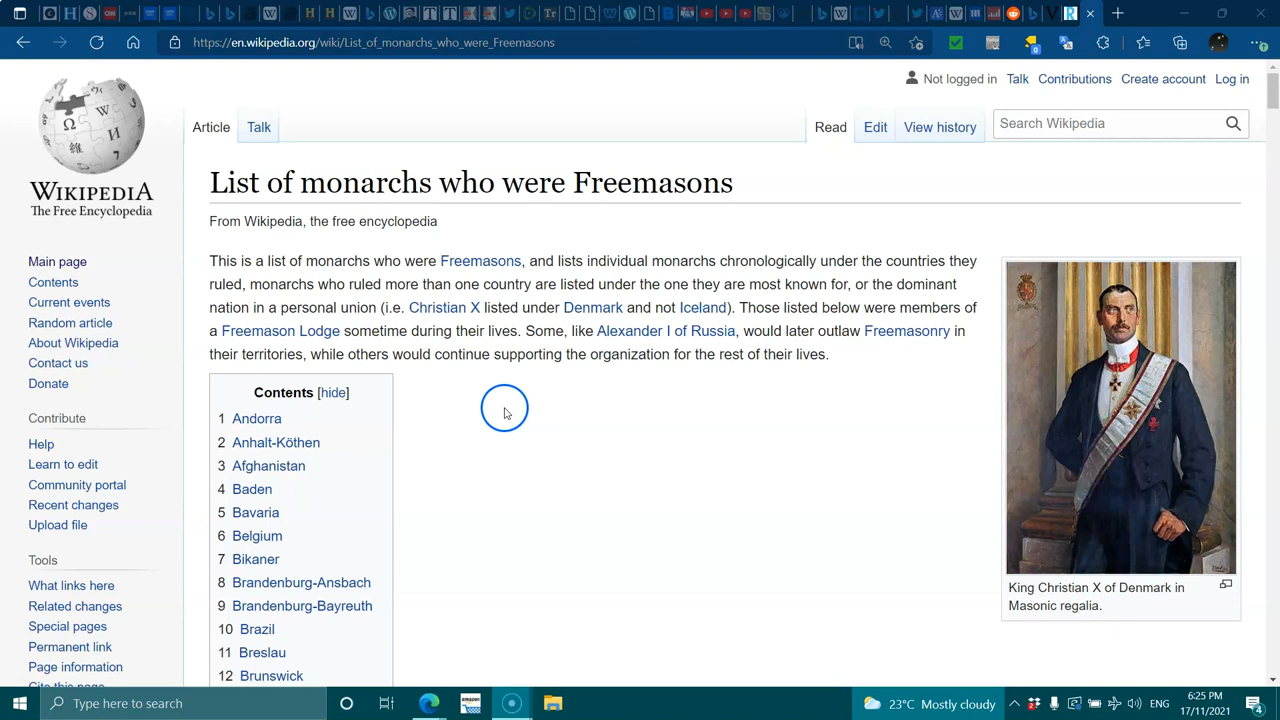 https://en.wikipedia.org/wiki/List_of_monarchs_who_were_Freemasons
Not logged in Talk Contributions Create account Log in
Article Talk Read Edit View history Search Wikipedia
WIKIPEDIA
The Free Encyclopedia
Main page
Contents
Current events
Random article
About Wikipedia
Contact us
Donate
Contribute
Help
Learn to edit
Community portal
Recent changes
Upload file
Tools
What links here
Related changes
Special pages
Permanent link
Page information
Cite this page
List of monarchs who were Freemasons
From Wikipedia, the free encyclopedia
This is a list of monarchs who were Freemasons, and lists individual monarchs chronologically under the countries they
ruled, monarchs who ruled more than one country are listed under the one they are most known for, or the dominant
nation in a personal union (i.e. Christian X listed under Denmark and not Iceland). Those listed below were members of
a Freemason Lodge sometime during their lives. Some, like Alexander I of Russia, would later outlaw Freemasonry in
their territories, while others would continue supporting the organization for the rest of their lives.
Contents [hide]
1 Andorra
2 Anhalt-Köthen
3 Afghanistan
4 Baden
5 Bavaria
6 Belgium
7 Bikaner
8 Brandenburg-Ansbach
9 Brandenburg-Bayreuth
10 Brazil
11 Breslau
12 Brunswick
King Christian X of Denmark in
Masonic regalia.
Type here to search
amazon
23°C Mostly cloudy
ENG
6:25 PM
17/11/2021
4